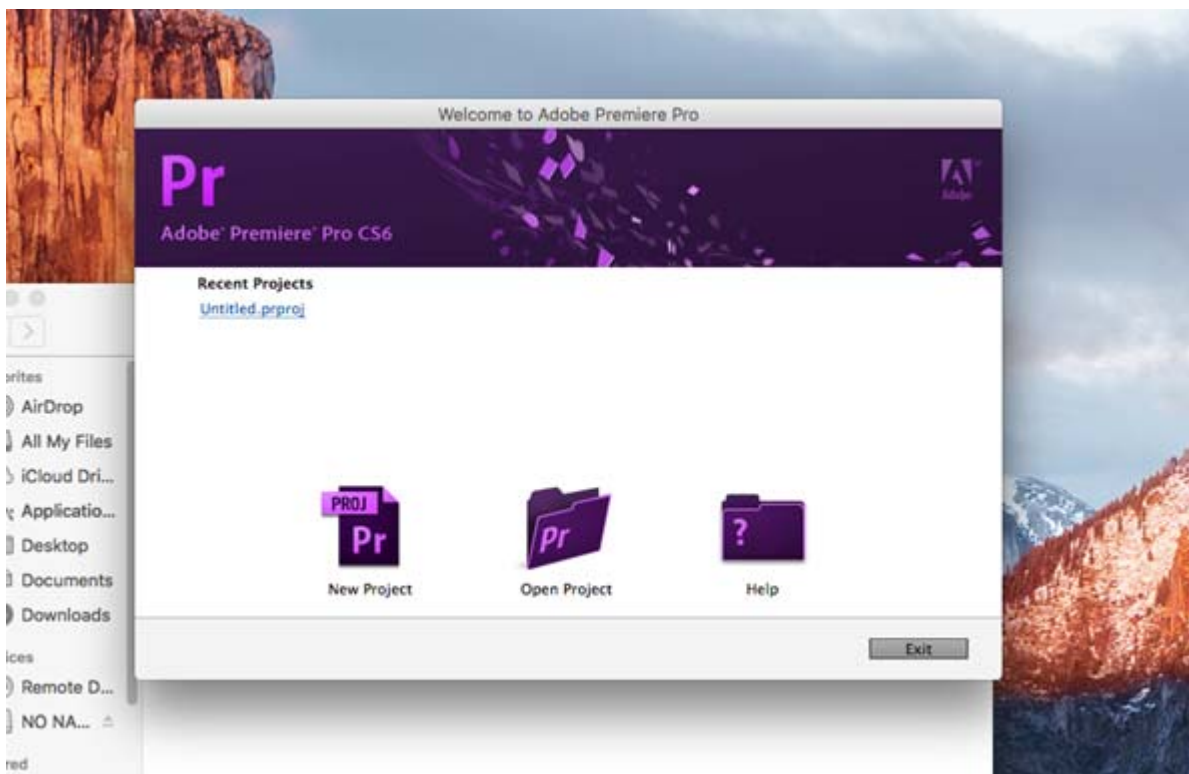 Welcome to Adobe Premiere Pro
Pr
Adobe
Adobe® Premiere® Pro CS6
Recent Projects
Untitled.prproj
PROJ
Pr
Pr
?
New Project
Open Project
Help
Exit
AirDrop
All My Files
iCloud Dri...
Applicatio...
Desktop
Documents
Downloads
Remote D...
NO NA...